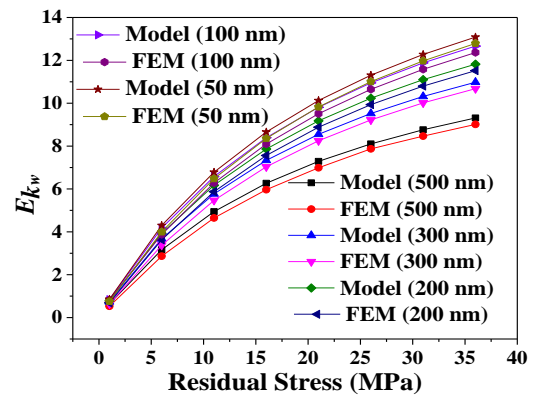 14
12
10
8
6
4
2
0
E_{k_w}
Model (100 nm)
FEM (100 nm)
Model (50 nm)
FEM (50 nm)
Model (500 nm)
FEM (500 nm)
Model (300 nm)
FEM (300 nm)
Model (200 nm)
FEM (200 nm)
0 5 10 15 20 25 30 35 40
Residual Stress (MPa)